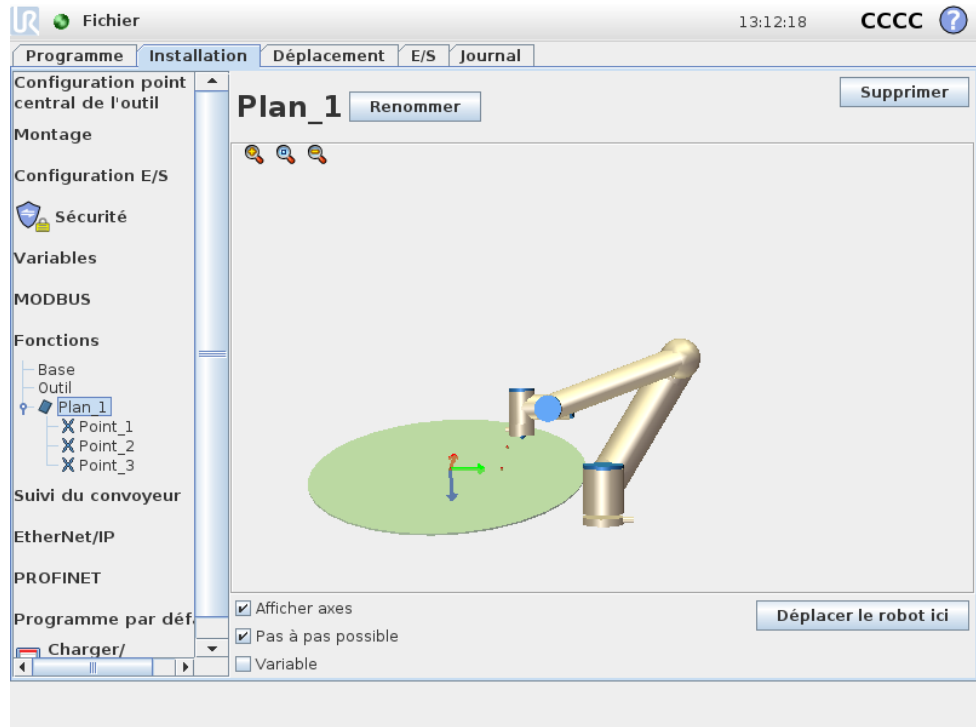 UR Fichier 13:12:18 CCCC ?
Programme Installation Déplacement E/S Journal
Configuration point
central de l'outil
Montage
Configuration E/S
Sécurité
Variables
MODBUS
Fonctions
Base
Outil
Plan_1
Point_1
Point_2
Point_3
Suivi du convoyeur
EtherNet/IP
PROFINET
Programme par défa
Charger/
Plan_1 Renommer Supprimer
Afficher axes
Pas à pas possible
Variable
Déplacer le robot ici